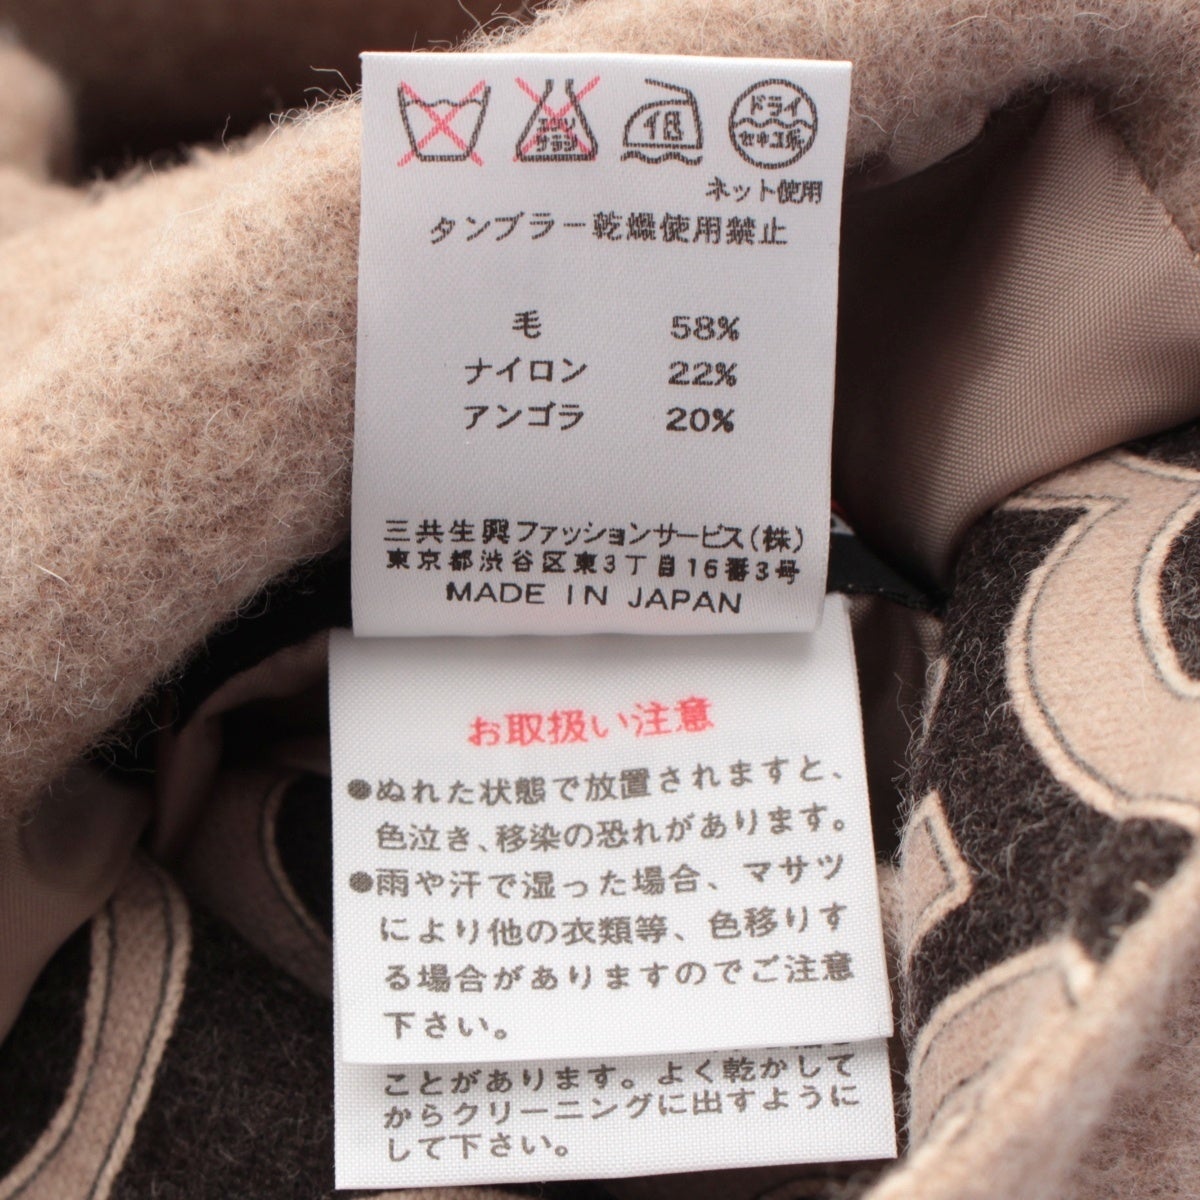 エンソ
サラシ
低
ドライ
セキユ系
ネット使用
タンブラー乾燥使用禁止
毛 58%
ナイロン 22%
アンゴラ 20%
三共生興ファッションサービス(株)
東京都渋谷区東3丁目16番3号
MADE IN JAPAN
お取扱い注意
●ぬれた状態で放置されますと、
色泣き、移染の恐れがあります。
●雨や汗で湿った場合、マサツ
により他の衣類等、色移りす
る場合がありますのでご注意
下さい。
ことがあります。よく乾かして
からクリーニングに出すように
して下さい。